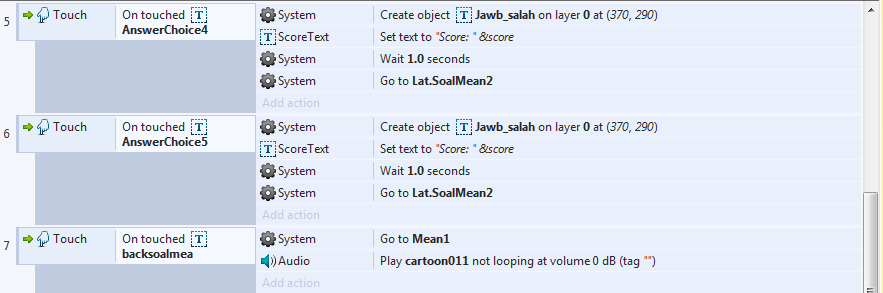 5 Touch On touched T AnswerChoice4 System Create object T Jawb_salah on layer 0 at (370, 290)
ScoreText Set text to "Score: " &score
System Wait 1.0 seconds
System Go to Lat.SoalMean2
Add action
6 Touch On touched T AnswerChoice5 System Create object T Jawb_salah on layer 0 at (370, 290)
T ScoreText Set text to "Score: " &score
System Wait 1.0 seconds
System Go to Lat.SoalMean2
Add action
7 Touch On touched T backsoalmea System Go to Mean1
Audio Play cartoon011 not looping at volume 0 dB (tag "")
Add action